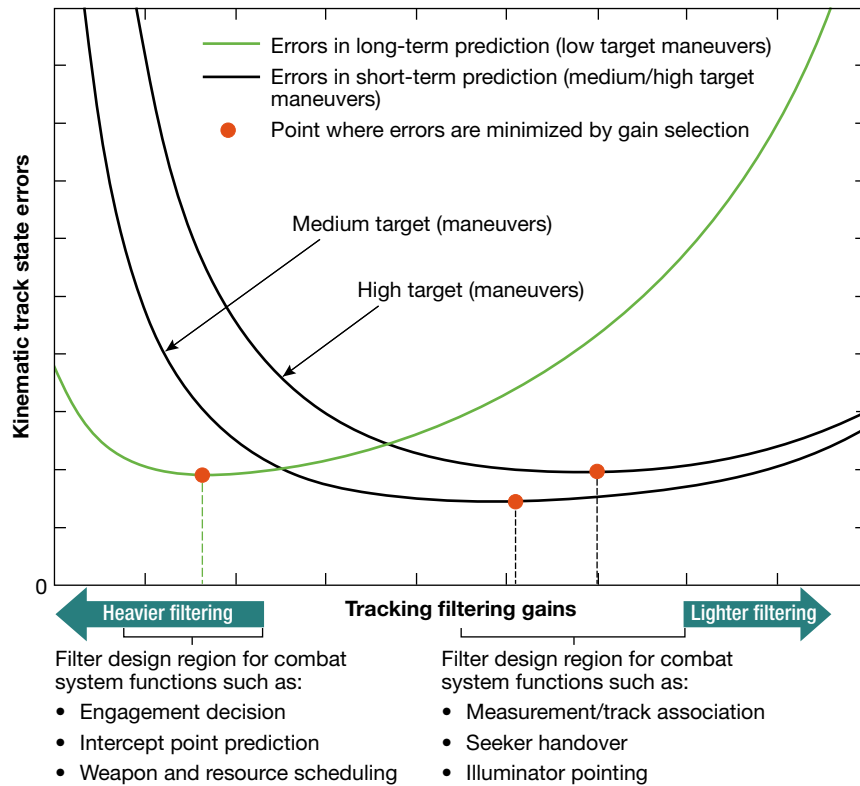 Errors in long-term prediction (low target maneuvers)
Errors in short-term prediction (medium/high target
maneuvers)
Point where errors are minimized by gain selection
Kinematic track state errors
Medium target (maneuvers)
High target (maneuvers)
0
Heavier filtering
Tracking filtering gains
Lighter filtering
Filter design region for combat
system functions such as:
• Engagement decision
• Intercept point prediction
• Weapon and resource scheduling
Filter design region for combat
system functions such as:
• Measurement/track association
• Seeker handover
• Illuminator pointing